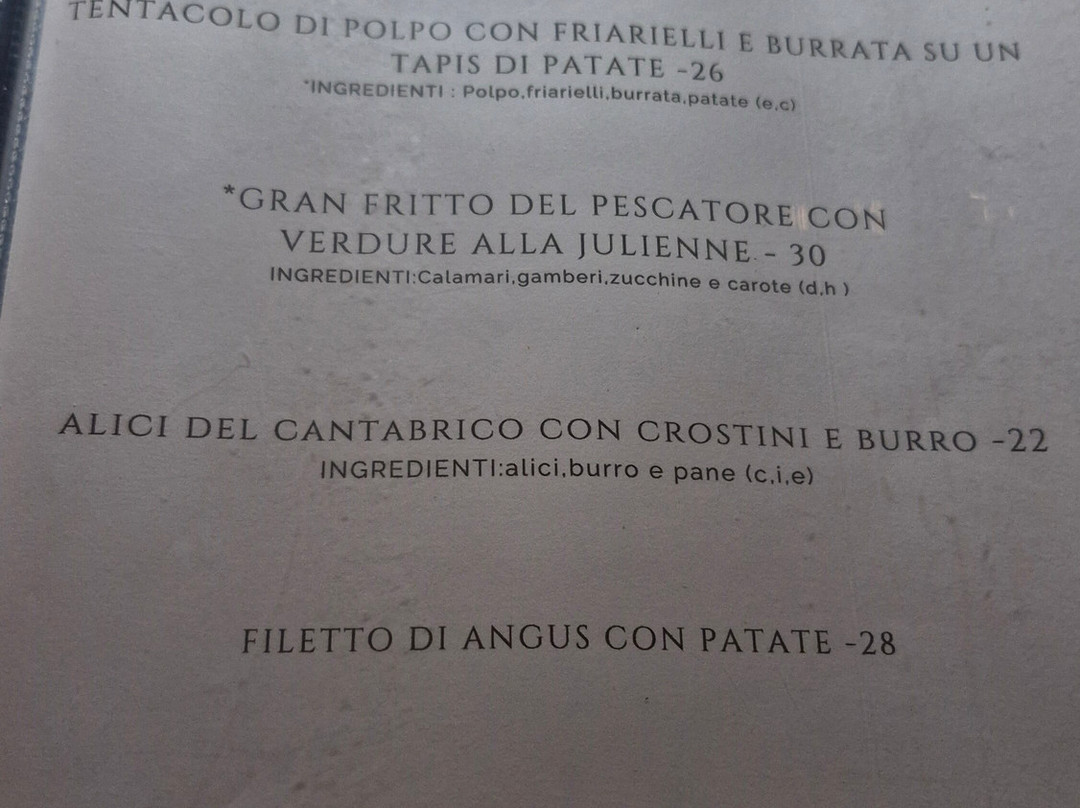 TENTACOLO DI POLPO CON FRIARIELLI E BURRATA SU UN
TAPIS DI PATATE -26
*INGREDIENTI : Polpo,friarielli,burrata,patate (e,c)
*GRAN FRITTO DEL PESCATORE CON
VERDURE ALLA JULIENNE - 30
INGREDIENTI:Calamari,gamberi,zucchine e carote (d,h )
ALICI DEL CANTABRICO CON CROSTINI E BURRO -22
INGREDIENTI:alici,burro e pane (c,i,e)
FILETTO DI ANGUS CON PATATE -28